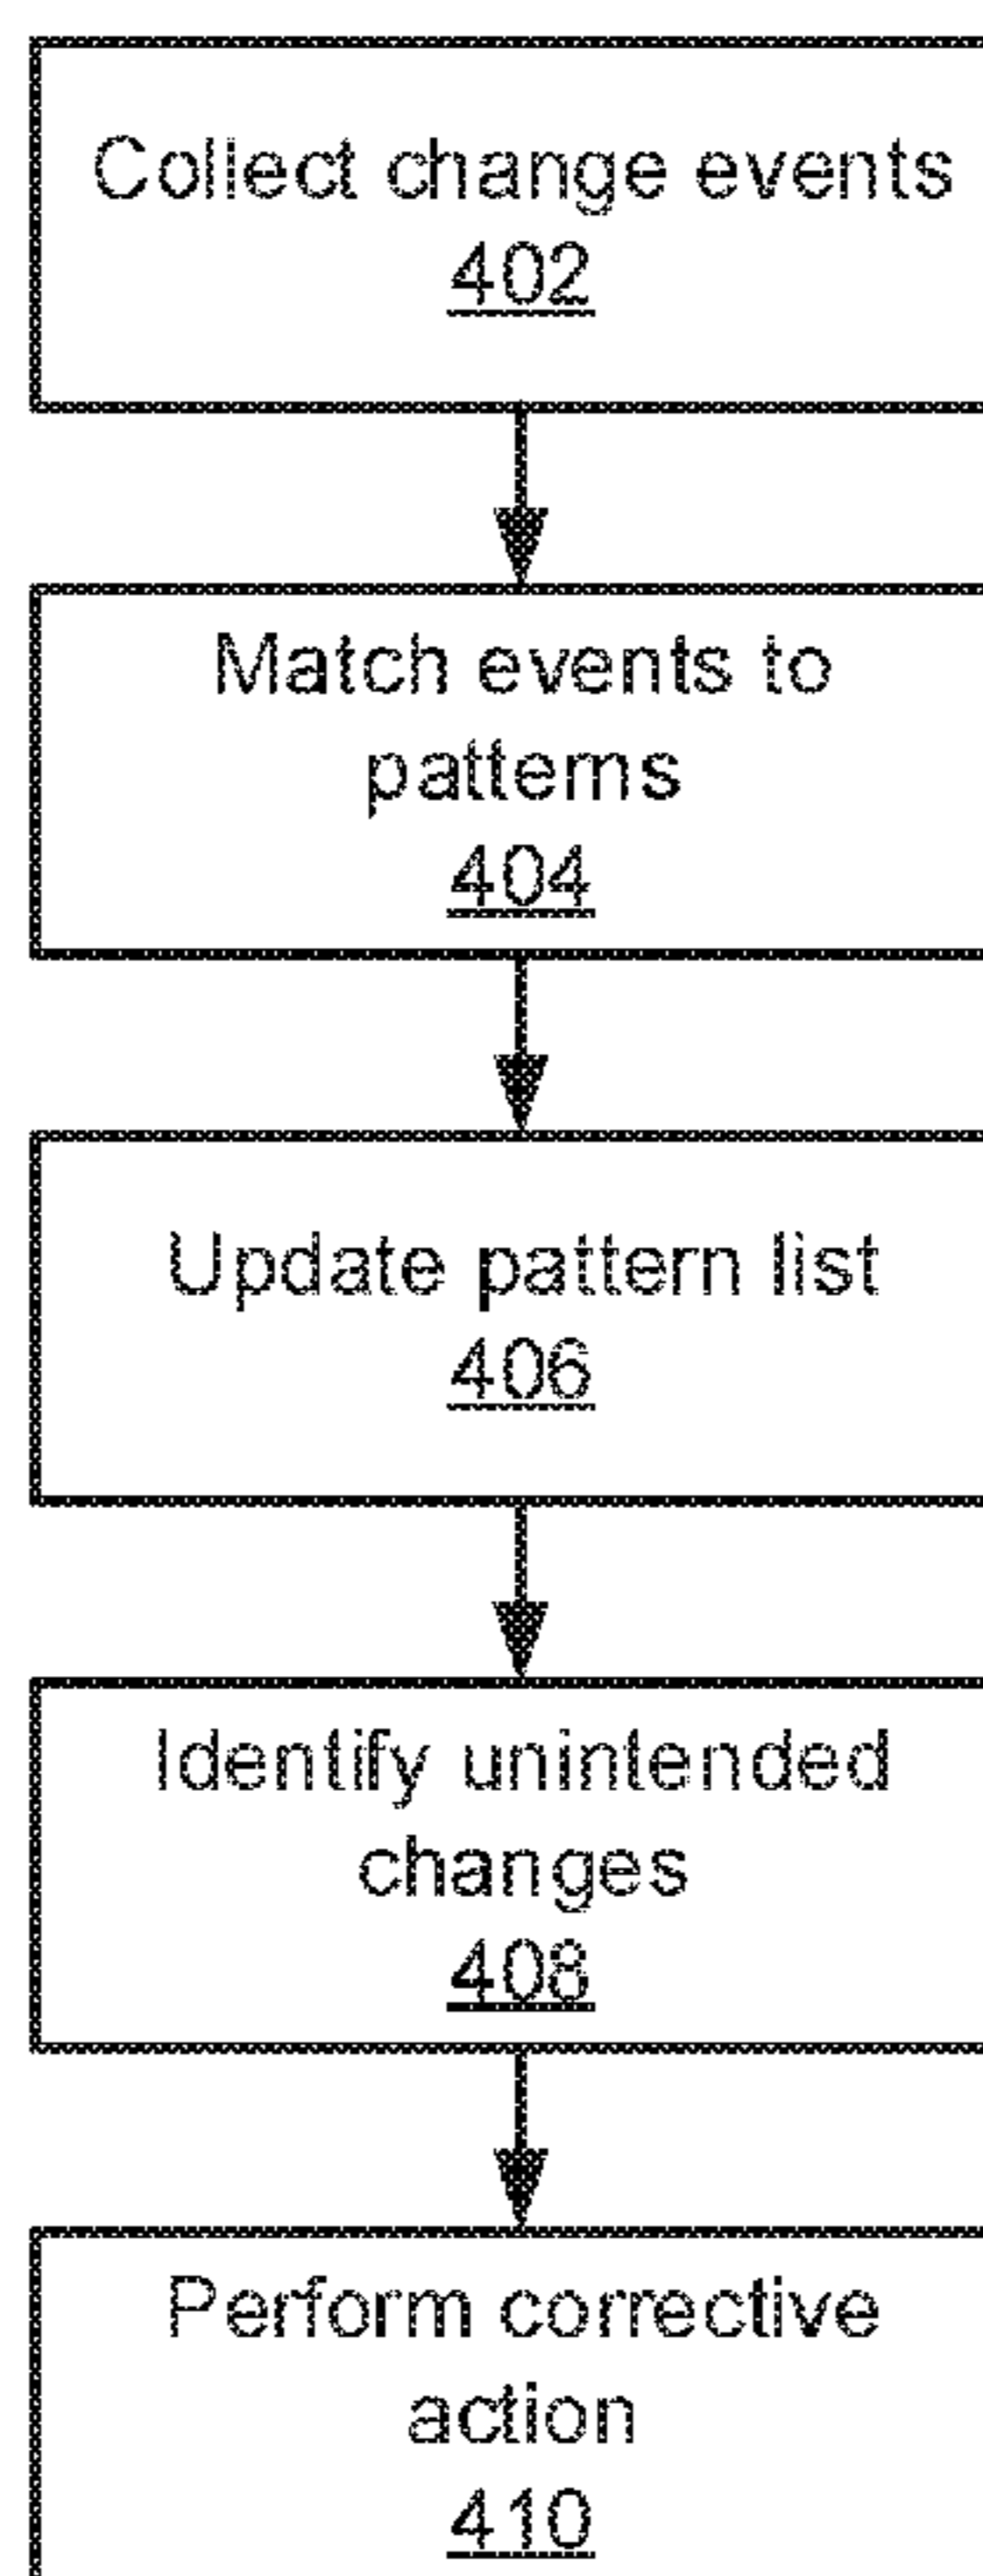 Collect change events
402
Match events to
patterns
404
Update pattern list
406
Identify unintended
changes
408
Perform corrective
action
410